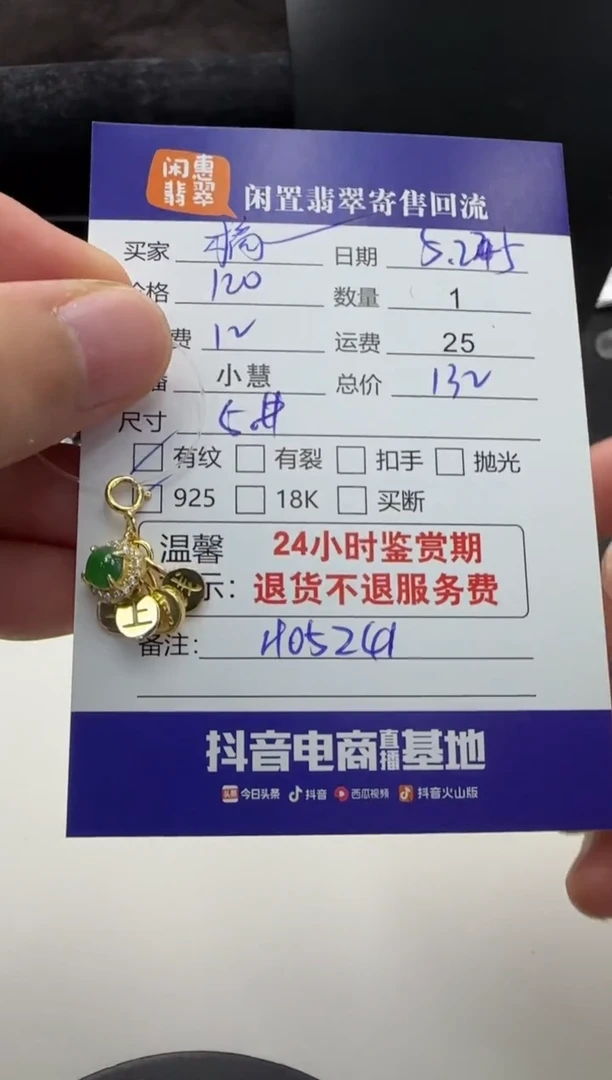 闲惠
翡翠
闲置翡翠寄售回流
买家 日期
格 120 数量 1
费 12 运费 25
小慧 总价 132
尺寸
有纹 有裂 扣手 抛光
925 18K 买断
温馨 24小时鉴赏期
示: 退货不退服务费
上
备注:
抖音电商直播基地
头条 今日头条 抖音 西瓜视频 抖音火山版